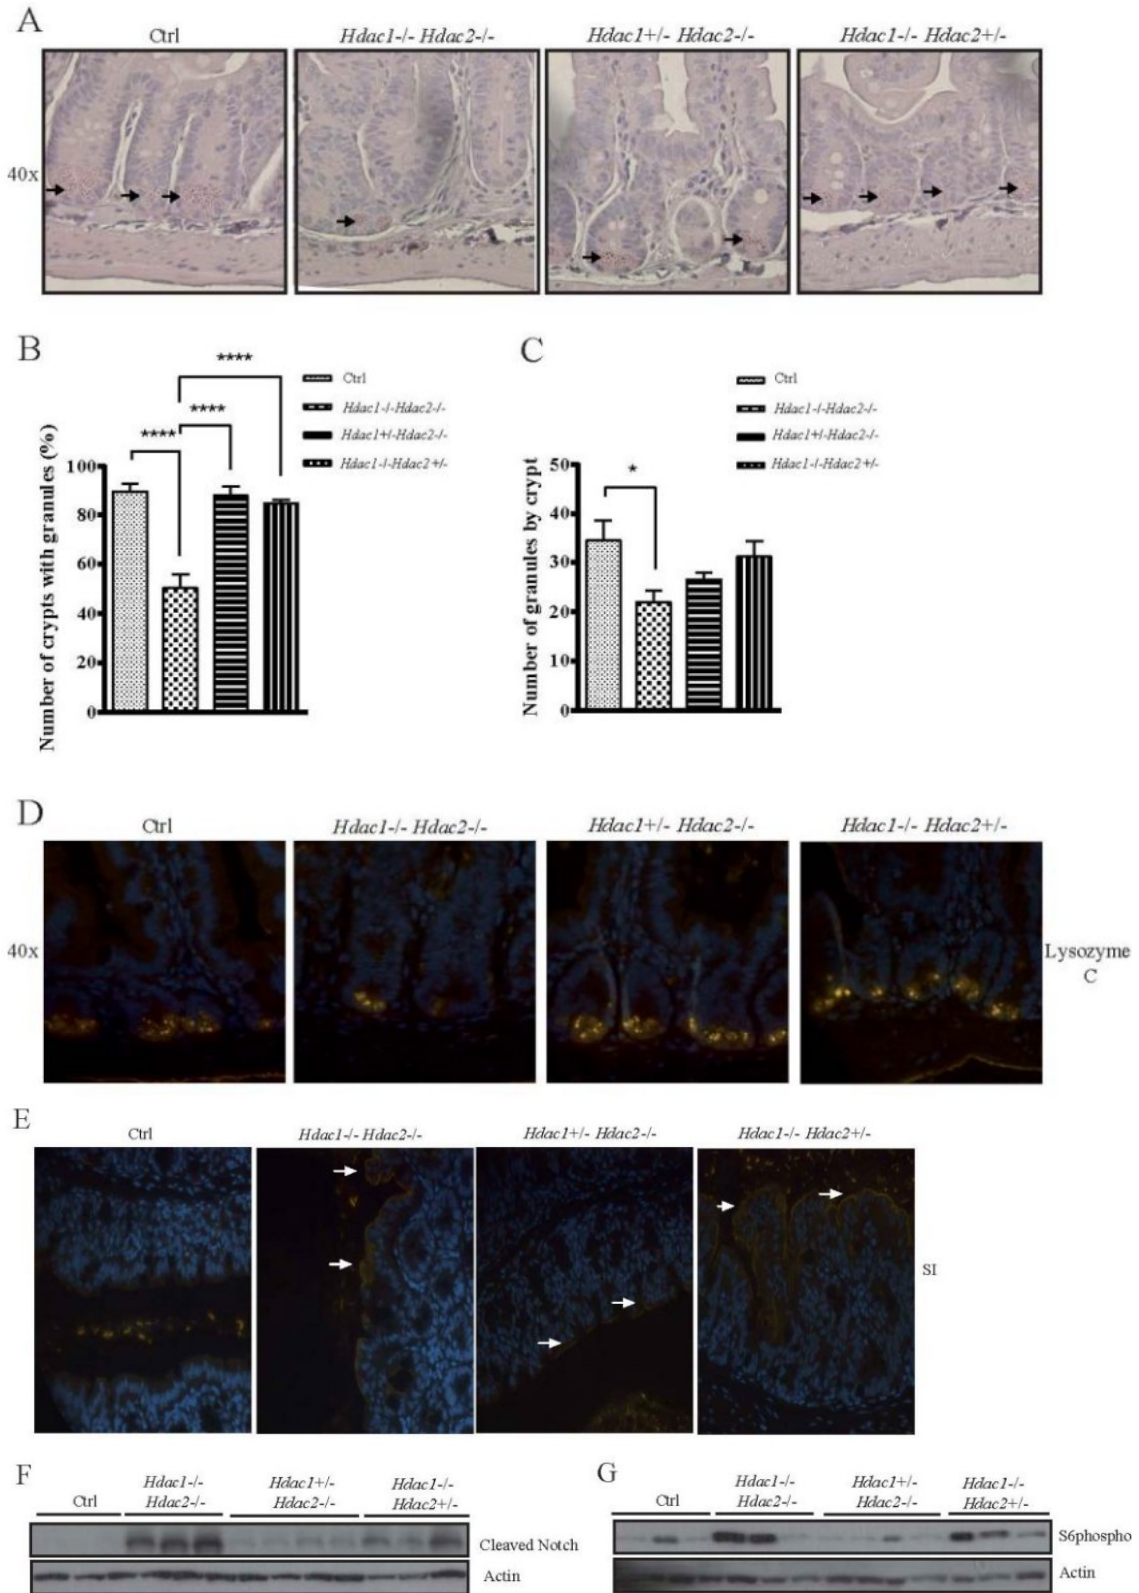 A
Ctrl Hdac1-/- Hdac2-/- Hdac1+/- Hdac2-/- Hdac1-/- Hdac2+/-
40x
B
****
****
****
Ctrl
Hdac1-/-Hdac2-/-
Hdac1+/-Hdac2-/-
Hdac1-/-Hdac2+/-
Number of crypts with granules (%)
100
80
60
40
20
0
C
*
Ctrl
Hdac1-/-Hdac2-/-
Hdac1+/-Hdac2-/-
Hdac1-/-Hdac2+/-
Number of granules by crypt
50
40
30
20
10
0
D
Ctrl Hdac1-/- Hdac2-/- Hdac1+/- Hdac2-/- Hdac1-/- Hdac2+/-
40x
Lysozyme
C
E
Ctrl Hdac1-/- Hdac2-/- Hdac1+/- Hdac2-/- Hdac1-/- Hdac2+/-
SI
F
Ctrl Hdac1-/- Hdac2-/- Hdac1+/- Hdac2-/- Hdac1-/- Hdac2+/-
Cleaved Notch
Actin
G
Ctrl Hdac1-/- Hdac2-/- Hdac1+/- Hdac2-/- Hdac1-/- Hdac2+/-
S6phospho
Actin